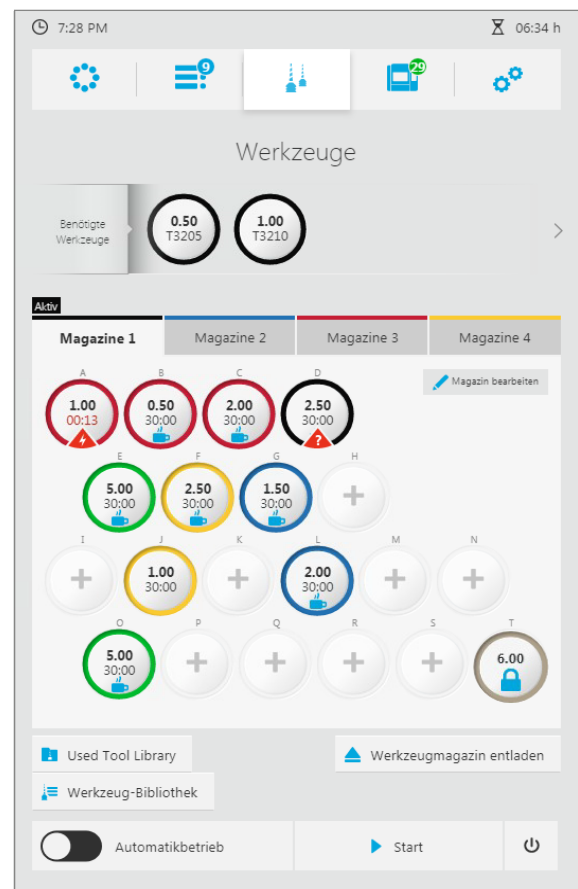 7:28 PM
06:34 h
9
29
Werkzeuge
Benötigte
Werkzeuge
0.50
T3205
1.00
T3210
Aktiv
Magazine 1
Magazine 2
Magazine 3
Magazine 4
Magazin bearbeiten
A
B
C
D
1.00
00:13
0.50
30:00
2.00
30:00
2.50
30:00
?
E
F
G
H
5.00
30:00
2.50
30:00
1.50
30:00
I
J
K
L
M
N
1.00
30:00
2.00
30:00
O
P
Q
R
S
T
5.00
30:00
6.00
Used Tool Library
Werkzeugmagazin entladen
Werkzeug-Bibliothek
Automatikbetrieb
Start